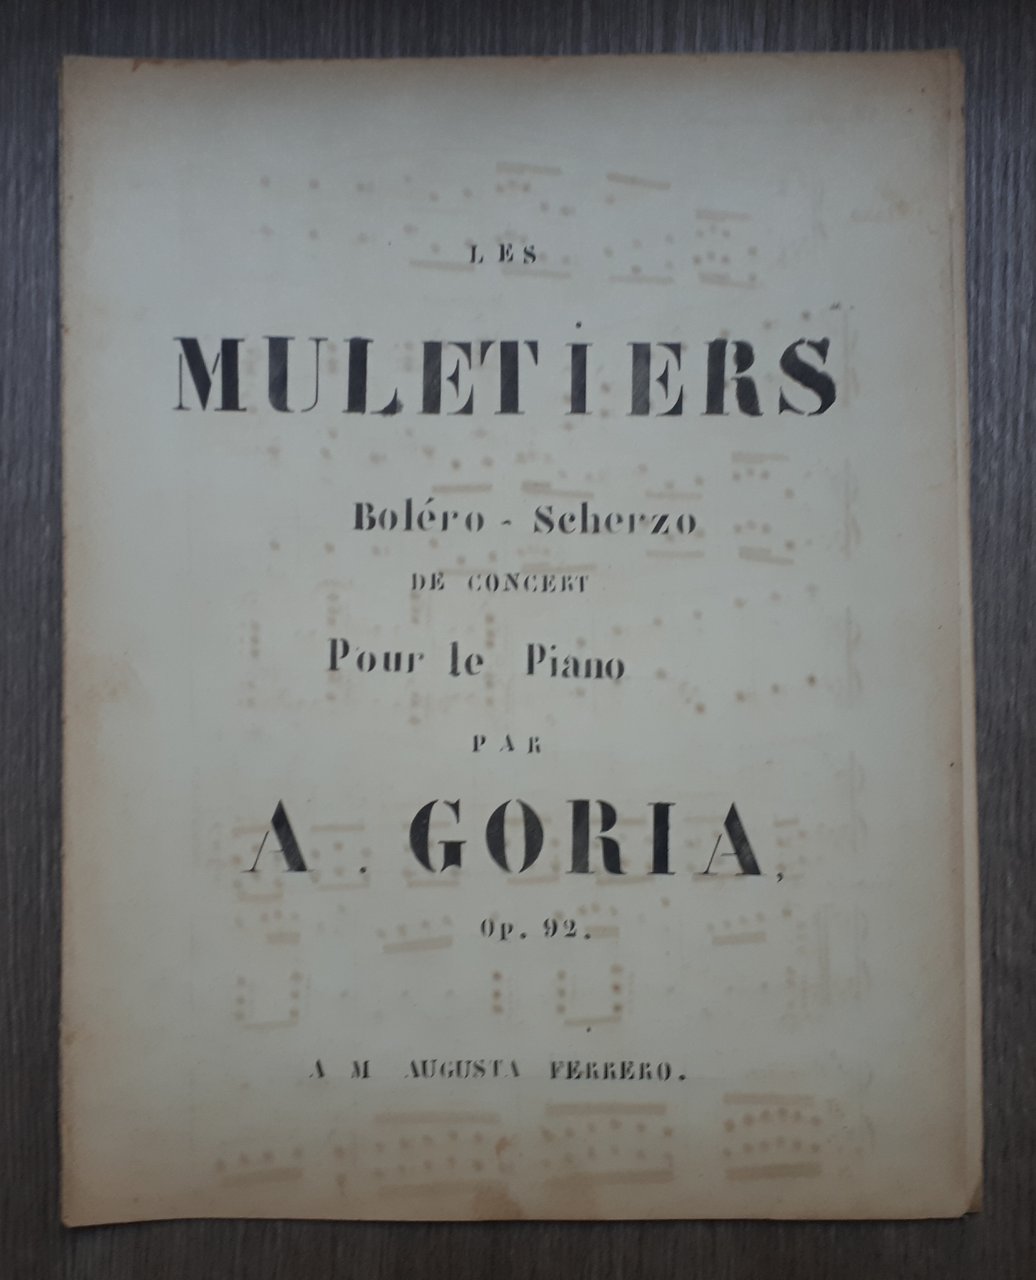 LES
MULETiERS
Boléro - Scherzo
DE CONCERT
Pour le Piano
PAR
A. GORIA,
Op. 92.
A M AUGUSTA FERRERO.